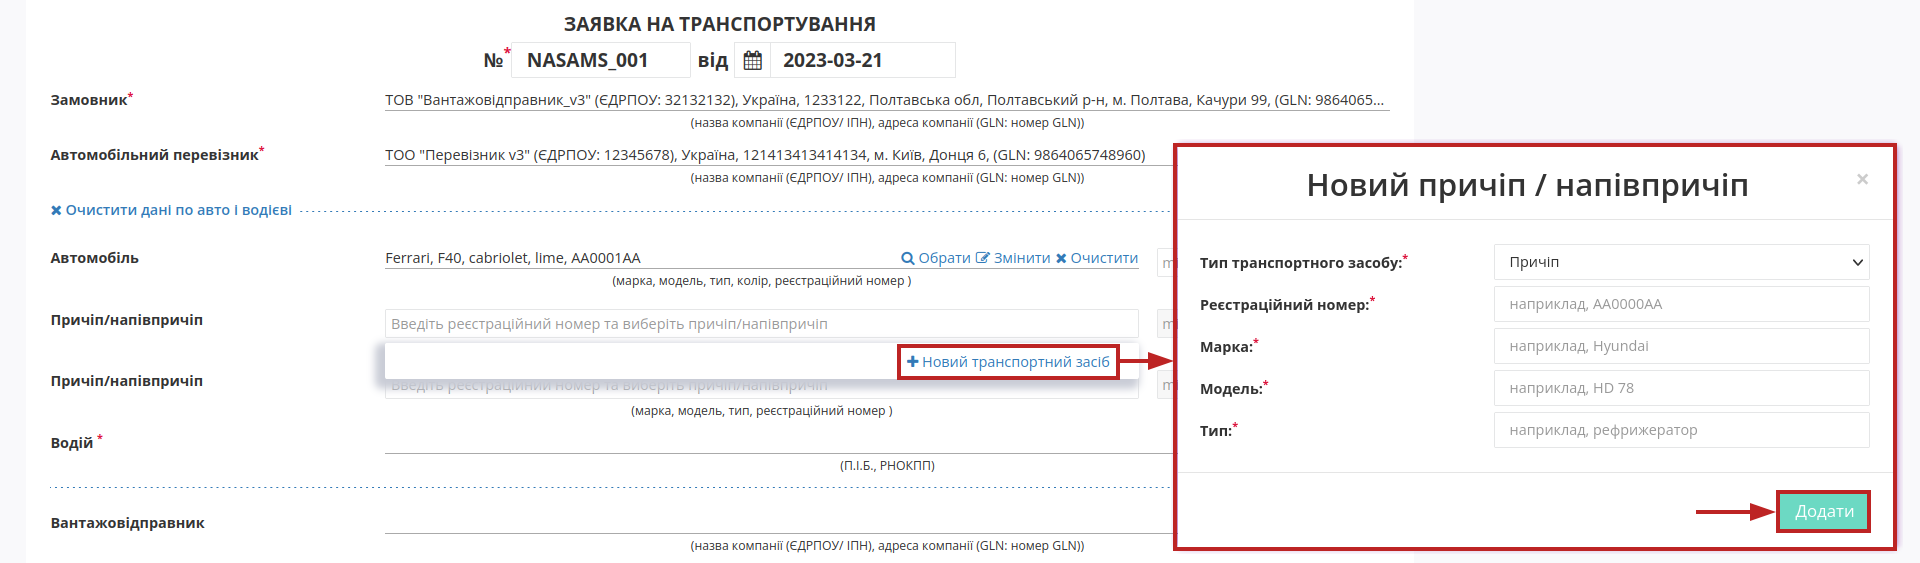 ЗАЯВКА НА ТРАНСПОРТУВАННЯ
№* NASAMS_001 від 2023-03-21
Замовник* ТОВ "Вантажовідправник_v3" (ЄДРПОУ: 32132132), Україна, 1233122, Полтавська обл, Полтавський р-н, м. Полтава, Качури 99, (GLN: 9864065...
(назва компанії (ЄДРПОУ/ ІПН), адреса компанії (GLN: номер GLN))
Автомобільний перевізник* ТОО "Перевізник v3" (ЄДРПОУ: 12345678), Україна, 121413413414134, м. Київ, Донця 6, (GLN: 9864065748960)
(назва компанії (ЄДРПОУ/ ІПН), адреса компанії (GLN: номер GLN))
✖ Очистити дані по авто і водієві
Автомобіль Ferrari, F40, cabriolet, lime, AA0001AA Обрати Змінити ✖ Очистити
(марка, модель, тип, колір, реєстраційний номер )
Причіп/напівпричіп Введіть реєстраційний номер та виберіть причіп/напівпричіп
+ Новий транспортний засіб
Причіп/напівпричіп Введіть реєстраційний номер та виберіть причіп/напівпричіп
(марка, модель, тип, реєстраційний номер )
Водій *
(П.І.Б., РНОКПП)
Вантажовідправник
(назва компанії (ЄДРПОУ/ ІПН), адреса компанії (GLN: номер GLN))
Новий причіп / напівпричіп ×
Тип транспортного засобу:* Причіп
Реєстраційний номер:* наприклад, AA0000AA
Марка:* наприклад, Hyundai
Модель:* наприклад, HD 78
Тип:* наприклад, рефрижератор
Додати